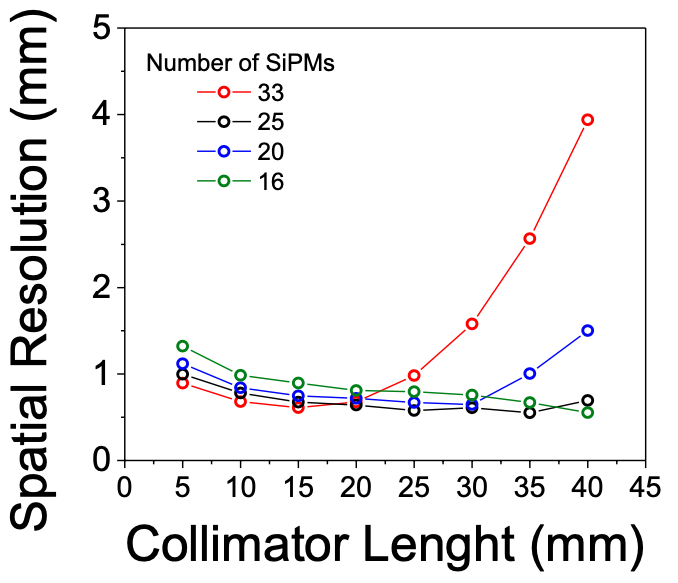 Spatial Resolution (mm)
5
4
3
2
1
0
Number of SiPMs
33
25
20
16
0 5 10 15 20 25 30 35 40 45
Collimator Lenght (mm)